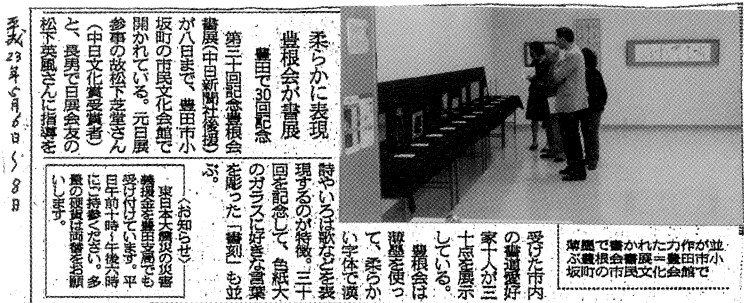 柔らかに表現
豊根会が書展
豊田で30回記念
第三十回記念豊根会
書展(中日新聞社後援)
が八日まで、豊田市小
坂町の市民文化会館で
開かれている。元日展
参事の故松下芝堂さん
(中日文化賞受賞者)
と、長男で日展会友の
松下英風さんに指導を
受けた市内
の書道愛好
家十人が三
十点を展示
している。
豊根会は
薄墨を使っ
て、柔らか
い字体で漢
詩やいろは歌などを表
現するのが特徴。三十
回を記念して、色紙大
のガラスに好きな言葉
を彫った「書刻」も並
ぶ。
薄墨で書かれた力作が並
ぶ豊根会書展=豊田市小
坂町の市民文化会館で
〈お知らせ〉
東日本大震災の災害
義援金を豊田支局でも
受け付けています。平
日午前十時~午後六時
にご持参ください。多
量の硬貨は両替をお願
いします。
平成23年5月6日〜8日